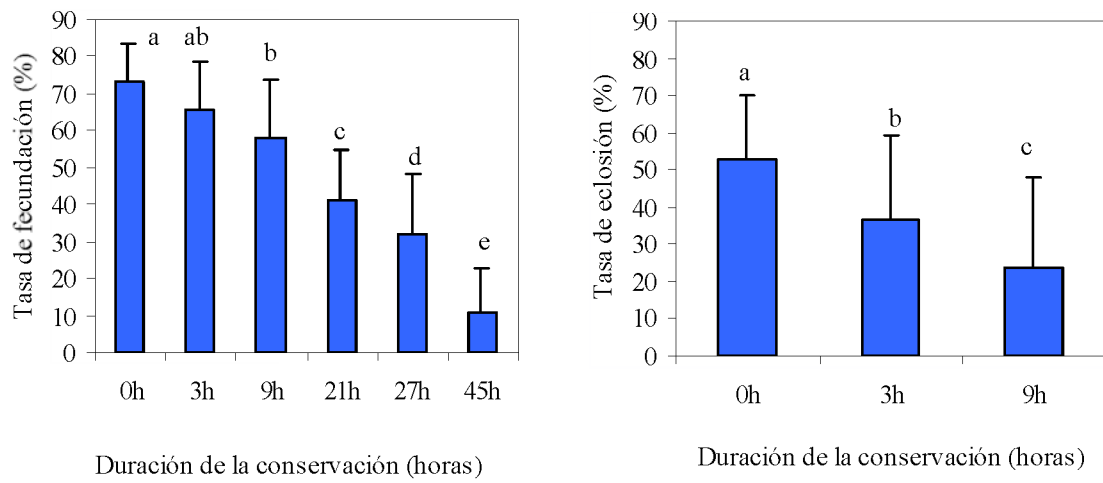 Tasa de fecundación (%)
90
80
70
60
50
40
30
20
10
0
a
ab
b
c
d
e
0h 3h 9h 21h 27h 45h
Duración de la conservación (horas)
Tasa de eclosión (%)
90
80
70
60
50
40
30
20
10
0
a
b
c
0h 3h 9h
Duración de la conservación (horas)